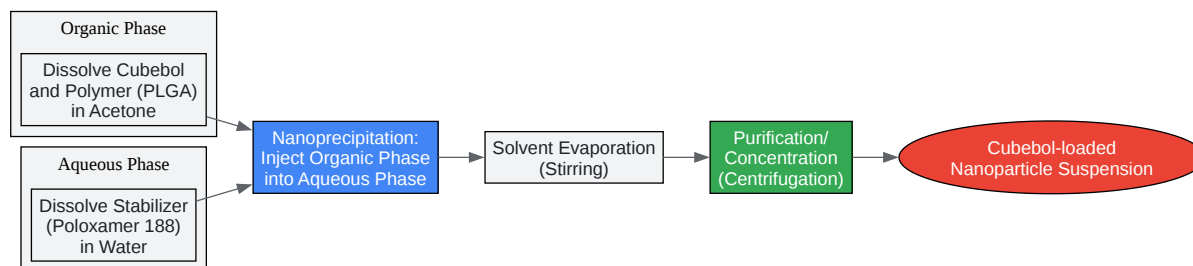 Organic Phase
Dissolve Cubebol
and Polymer (PLGA)
in Acetone
Aqueous Phase
Dissolve Stabilizer
(Poloxamer 188)
in Water
Nanoprecipitation:
Inject Organic Phase
into Aqueous Phase
Solvent Evaporation
(Stirring)
Purification/
Concentration
(Centrifugation)
Cubebol-loaded
Nanoparticle Suspension